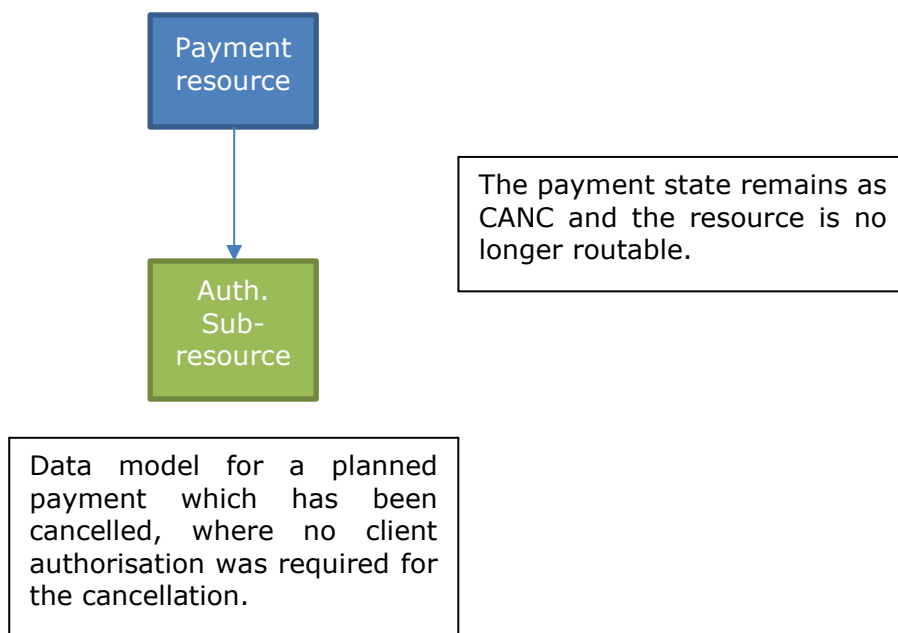 Payment
resource
The payment state remains as
CANC and the resource is no
longer routable.
Auth.
Sub-
resource
Data model for a planned
payment which has been
cancelled, where no client
authorisation was required for
the cancellation.